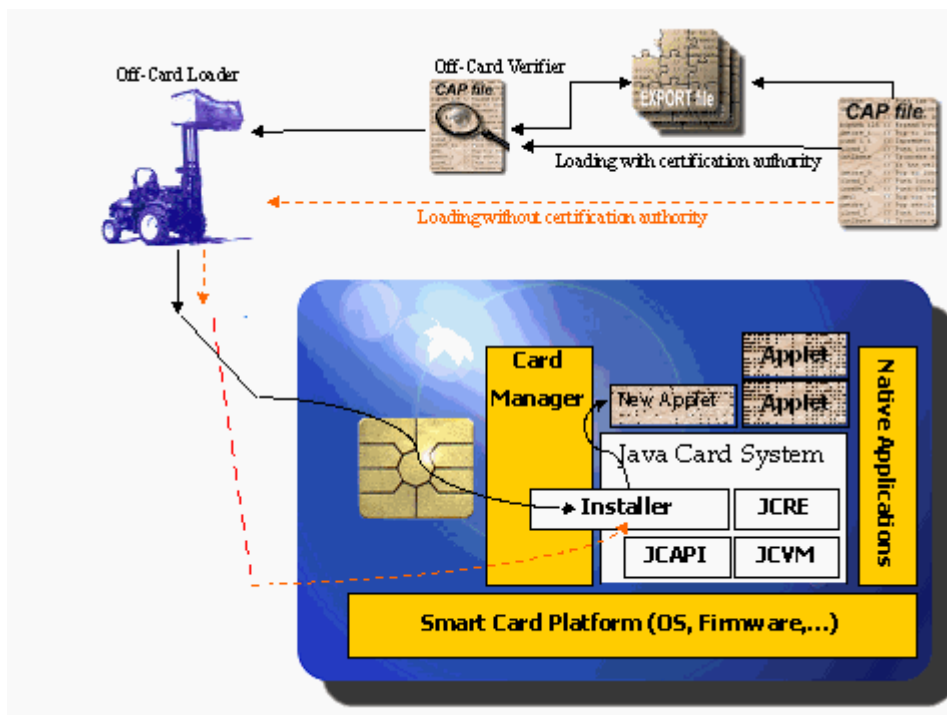 Off-Card Loader
Off-Card Verifier
CAP file
EXPORT file
CAP file
Loading with certification authority
Loading without certification authority
Card
Manager
Applet
New Applet
Applet
Native Applications
Java Card System
Installer
JCRE
JCAPI
JCVM
Smart Card Platform (OS, Firmware,...)